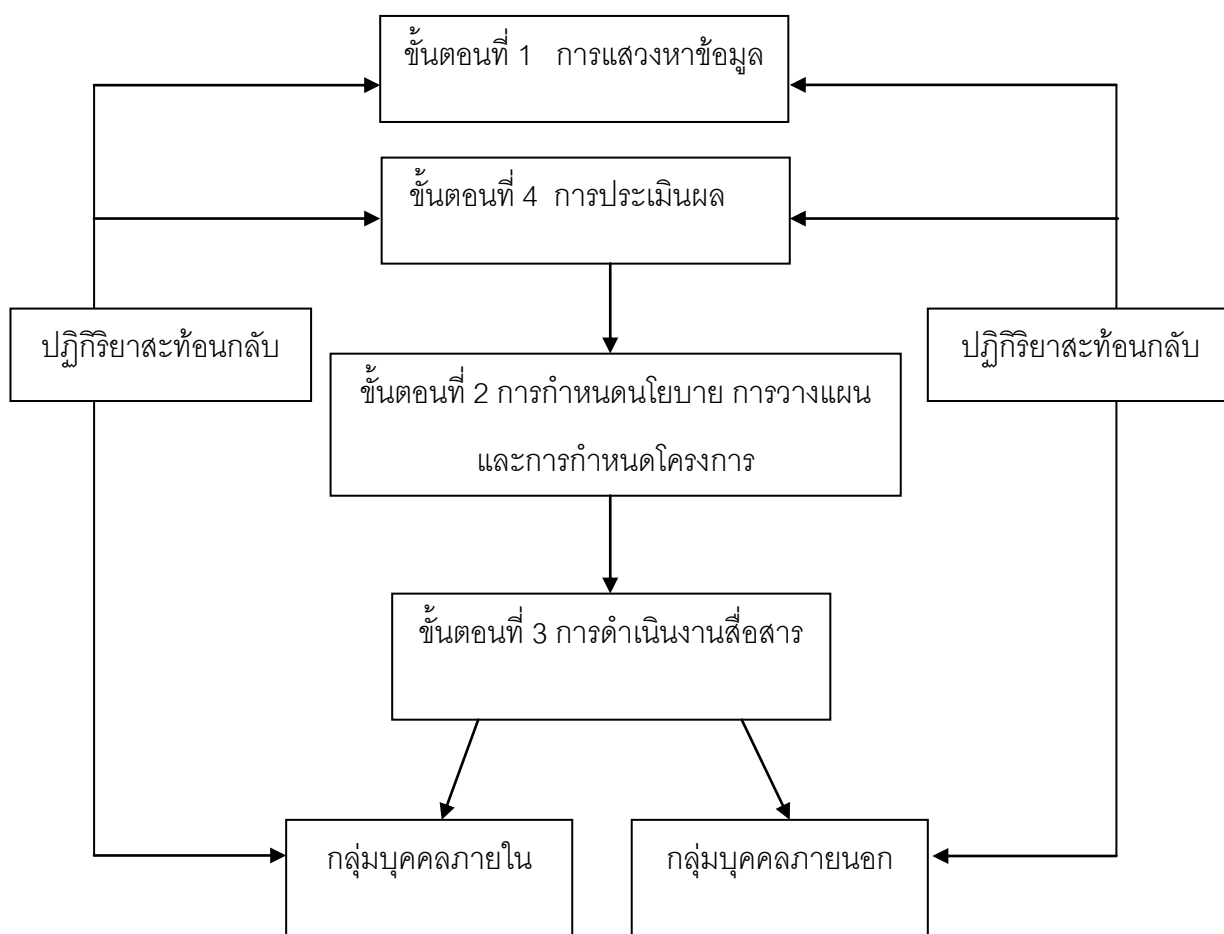 ขั้นตอนที่ 1 การแสวงหาข้อมูล
ขั้นตอนที่ 4 การประเมินผล
ปฏิกิริยาสะท้อนกลับ
ปฏิกิริยาสะท้อนกลับ
ขั้นตอนที่ 2 การกำหนดนโยบาย การวางแผน
และการกำหนดโครงการ
ขั้นตอนที่ 3 การดำเนินงานสื่อสาร
กลุ่มบุคคลภายใน
กลุ่มบุคคลภายนอก